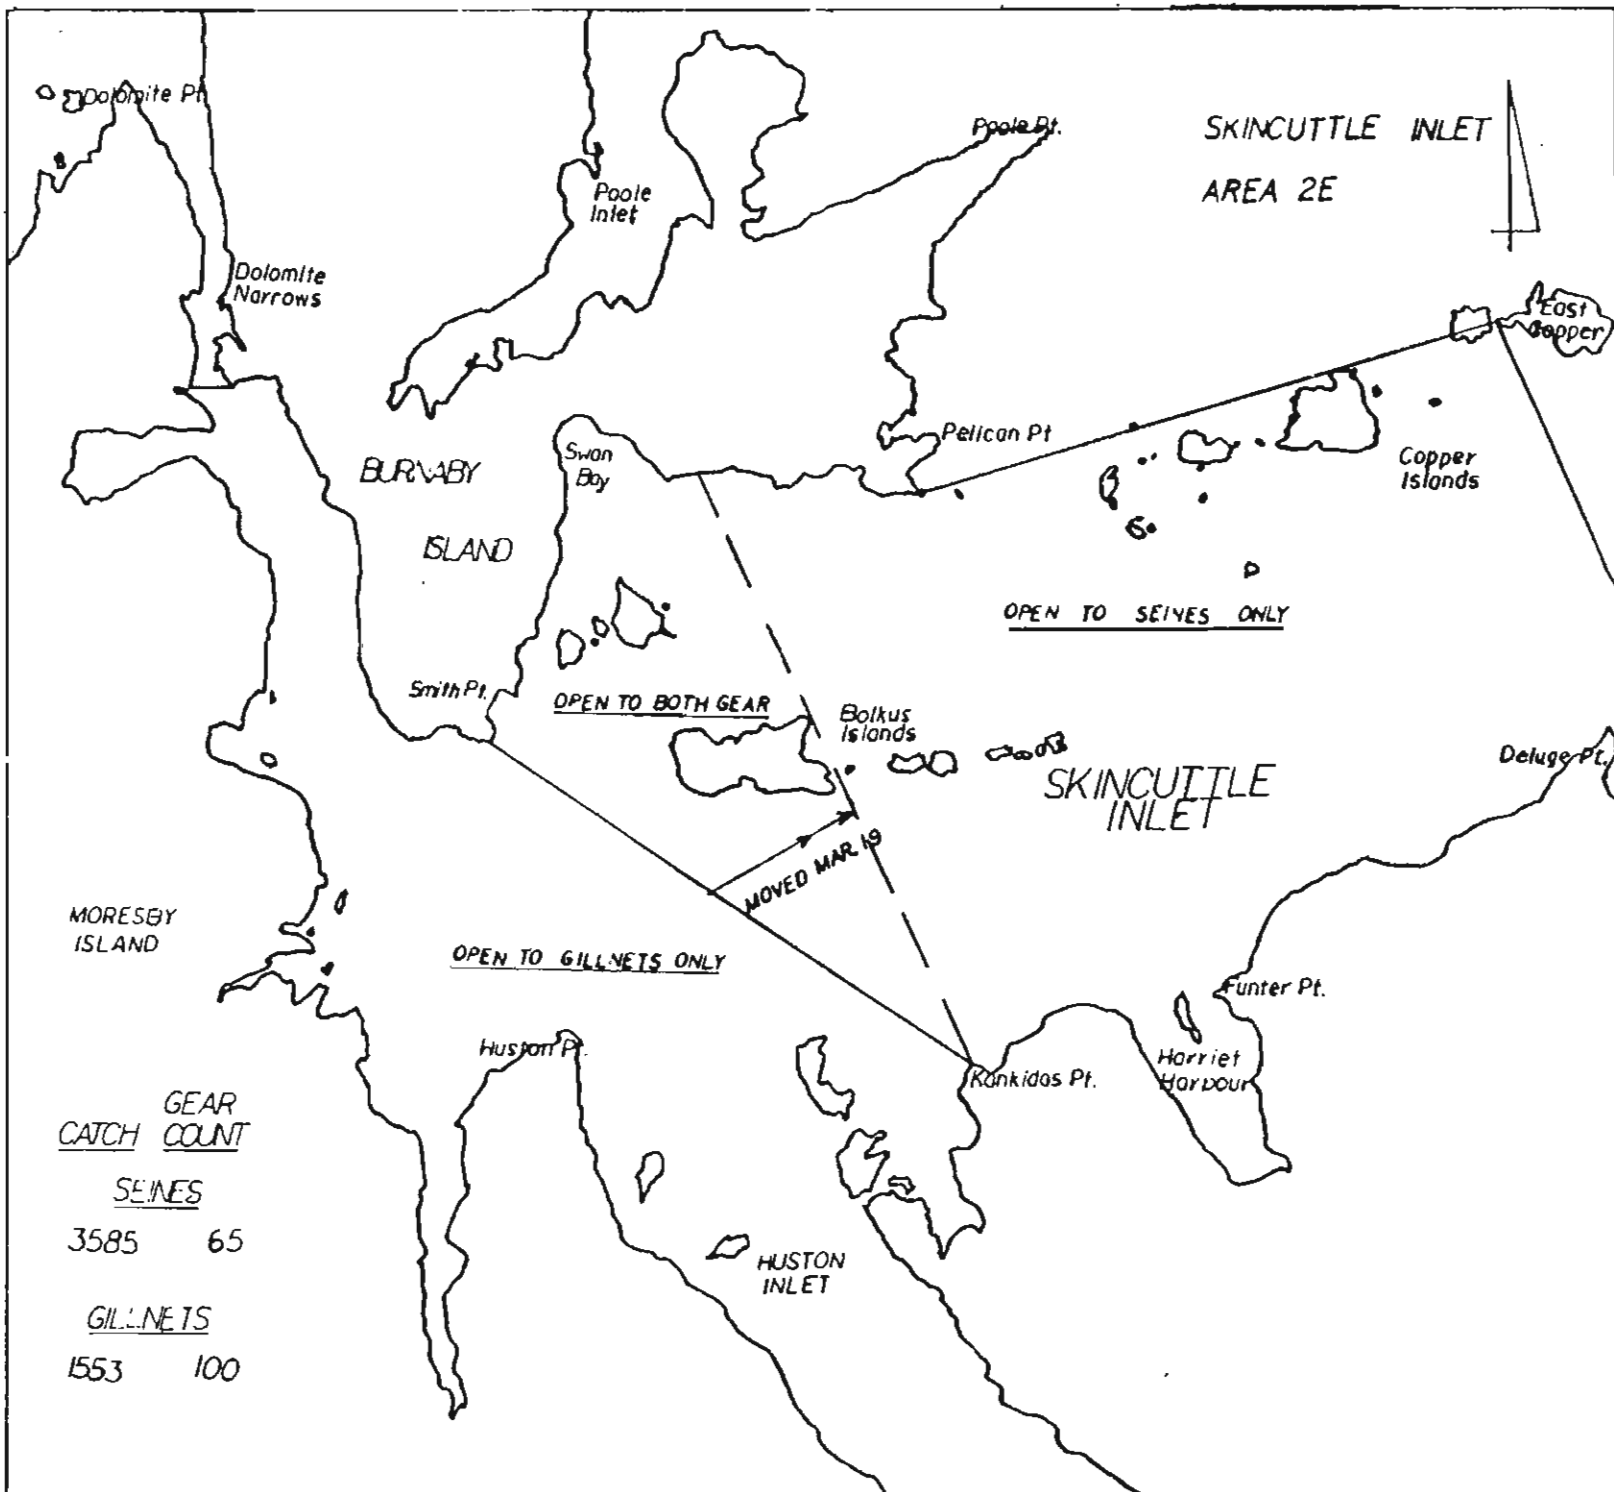 Dolomite Pt.
Poole Pt.
SKINCUTTLE INLET
AREA 2E
Poole
Inlet
Dolomite
Narrows
East
Copper
Pelican Pt
Swan
Bay
BURNABY
ISLAND
Copper
Islands
OPEN TO SEINES ONLY
Smith Pt.
OPEN TO BOTH GEAR
Bolkus
Islands
Deluge Pt.
SKINCUTTLE
INLET
MOVED MAR. 19
MORESBY
ISLAND
OPEN TO GILLNETS ONLY
Funter Pt.
Huston Pt.
Harriet
Harbour
Kankidas Pt.
GEAR
CATCH COUNT
SEINES
3585 65
HUSTON
INLET
GILLNETS
1553 100